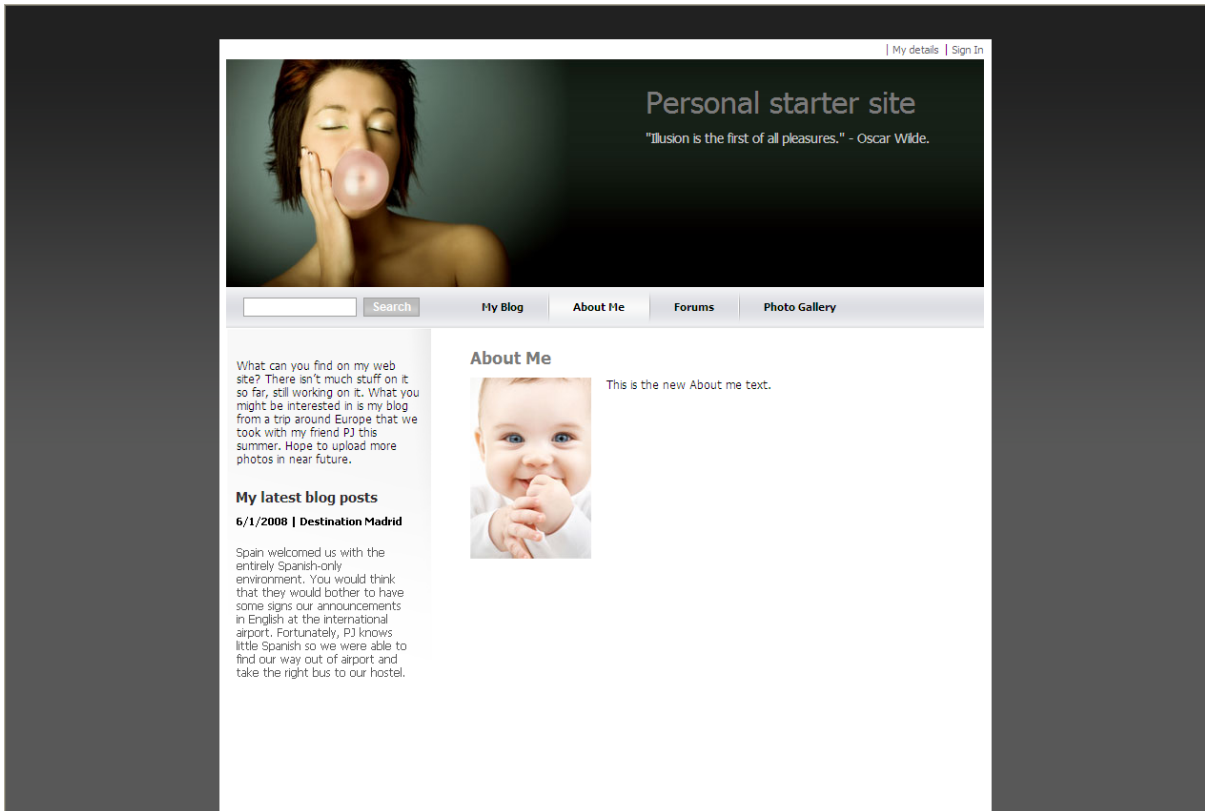 | My details | Sign In
Personal starter site
"Illusion is the first of all pleasures." - Oscar Wilde.
Search
My Blog
About Me
Forums
Photo Gallery
What can you find on my web
site? There isn't much stuff on it
so far, still working on it. What you
might be interested in is my blog
from a trip around Europe that we
took with my friend PJ this
summer. Hope to upload more
photos in near future.
My latest blog posts
6/1/2008 | Destination Madrid
Spain welcomed us with the
entirely Spanish-only
environment. You would think
that they would bother to have
some signs our announcements
in English at the international
airport. Fortunately, PJ knows
little Spanish so we were able to
find our way out of airport and
take the right bus to our hostel.
About Me
This is the new About me text.